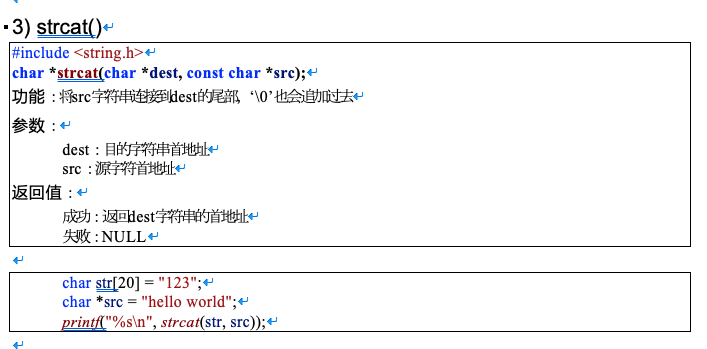 3) strcat()
#include <string.h>
char *strcat(char *dest, const char *src);
功能：将src字符串连接到dest的尾部，‘\0’也会追加过去
参数：
dest：目的字符串首地址
src：源字符首地址
返回值：
成功：返回dest字符串的首地址
失败：NULL
char str[20] = "123";
char *src = "hello world";
printf("%s\n", strcat(str, src));